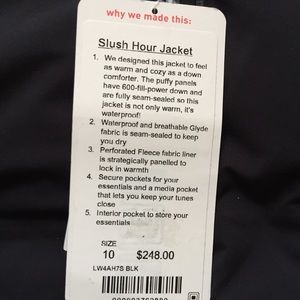 why we made this:
Slush Hour Jacket
1. We designed this jacket to feel
as warm and cozy as a down
comforter. The puffy panels
have 600-fill-power down and
are fully seam-sealed so this
jacket is not only warm, it's
waterproof!
2. Waterproof and breathable Glyde
fabric is seam-sealed to keep
you dry
3. Perforated Fleece fabric liner
is strategically panelled to
lock in warmth
4. Secure pockets for your
essentials and a media pocket
that lets you keep your tunes
close
5. Interior pocket to store your
essentials
SIZE
10 $248.00
LW4AH7S BLK